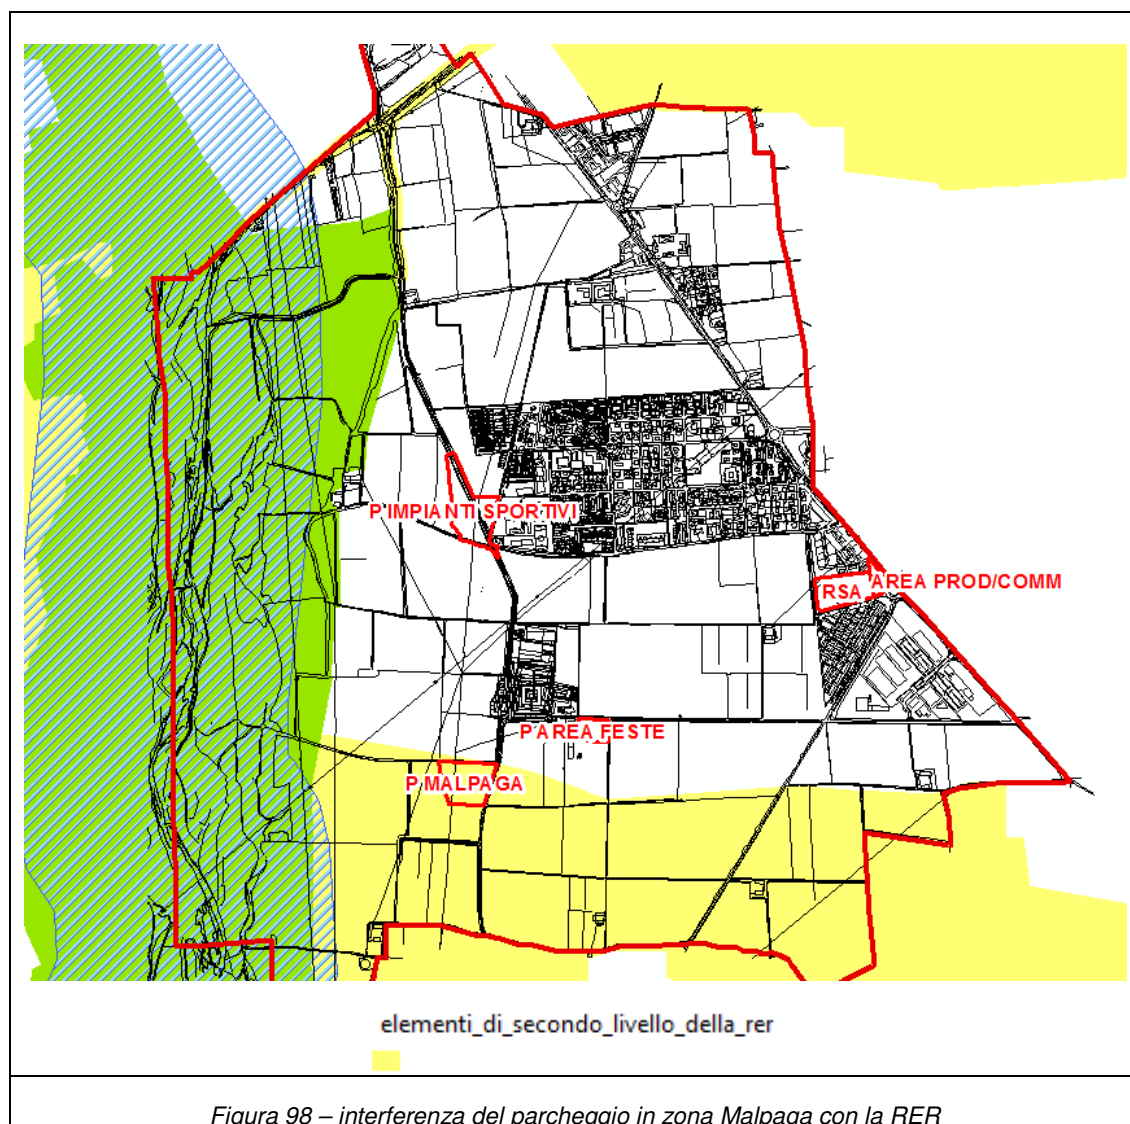 P IMPIANTI SPORTIVI
AREA PROD/COMM
RSA
P AREA FESTE
P MALPAGA
elementi_di_secondo_livello_della_rer
Figura 98 – interferenza del parcheggio in zona Malpaga con la RER